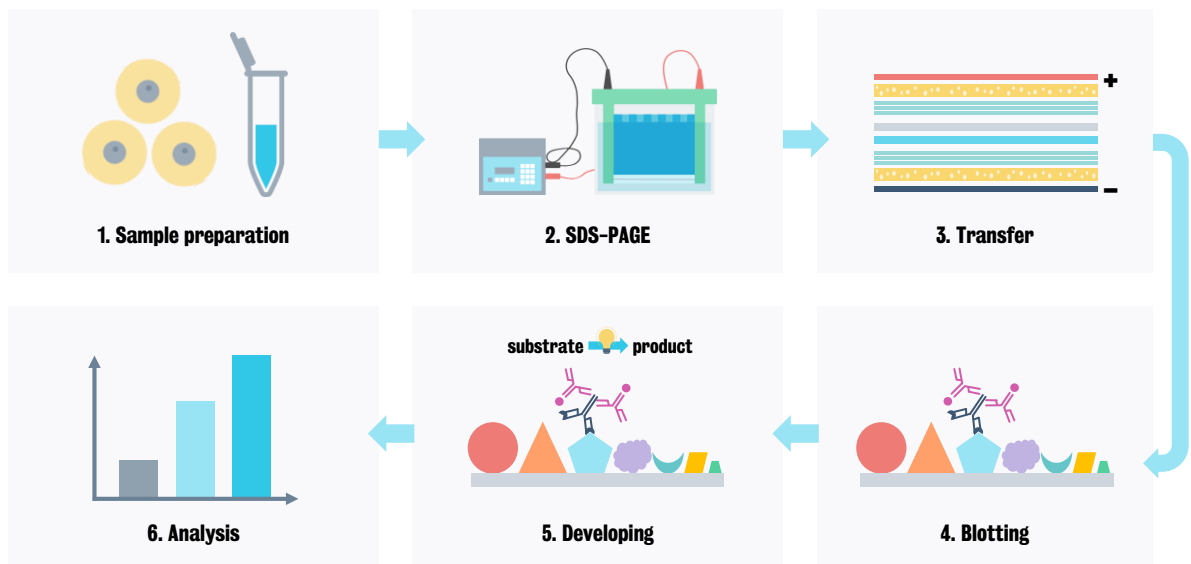 +
−
1. Sample preparation
2. SDS-PAGE
3. Transfer
substrate product
6. Analysis
5. Developing
4. Blotting